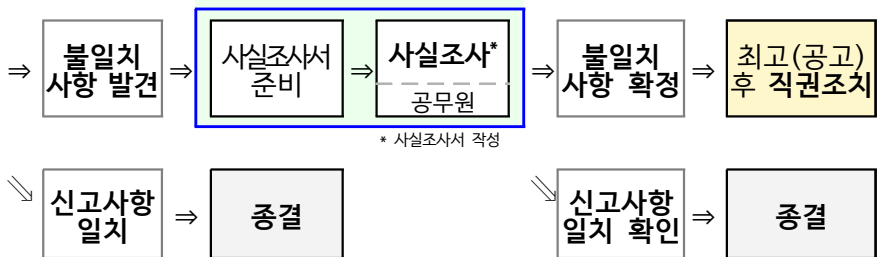 ⇒ 불일치 사항 발견 ⇒ 사실조사서 준비 ⇒ 사실조사* 공무원 ⇒ 불일치 사항 확정 ⇒ 최고(공고) 후 직권조치
* 사실조사서 작성
⇘ 신고사항 일치 ⇒ 종결
⇘ 신고사항 일치 확인 ⇒ 종결